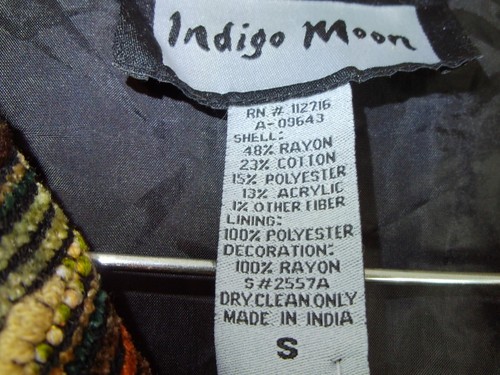 Indigo Moon
RN # 112716
A-09643
SHELL:
48% RAYON
23% COTTON
15% POLYESTER
13% ACRYLIC
1% OTHER FIBER
LINING:
100% POLYESTER
DECORATION:
100% RAYON
S#2557A
DRY CLEAN ONLY
MADE IN INDIA
S